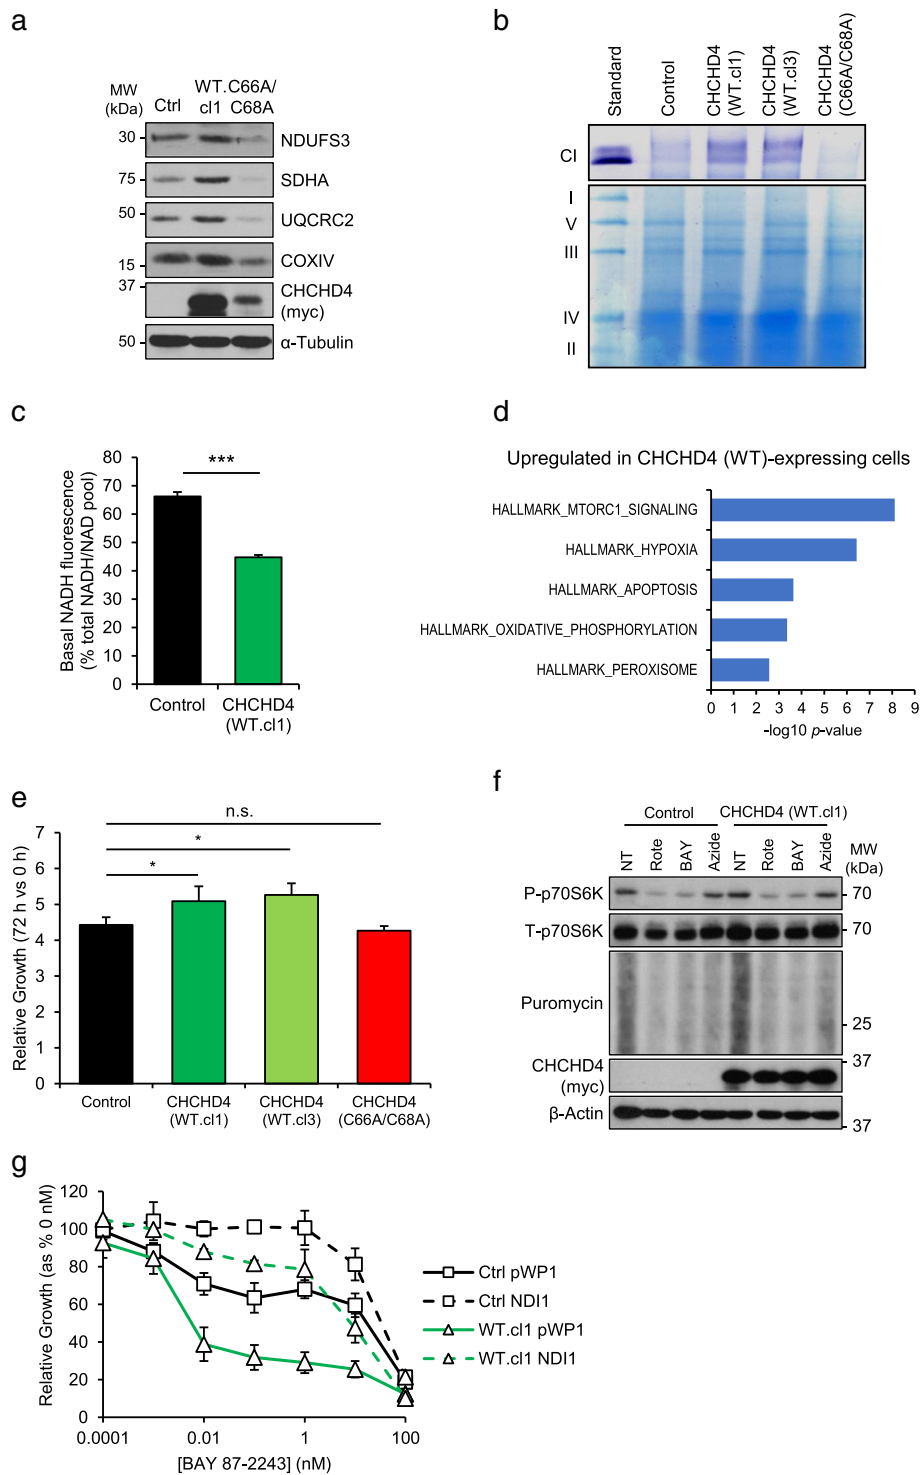 a
MW
(kDa)
Ctrl
WT.
cl1
C66A/
C68A
30
NDUFS3
75
SDHA
50
UQCRC2
15
COXIV
37
CHCHD4
(myc)
50
α-Tubulin
b
Standard
Control
CHCHD4
(WT.cl1)
CHCHD4
(WT.cl3)
CHCHD4
(C66A/C68A)
CI
I
V
III
IV
II
c
Basal NADH fluorescence
(% total NADH/NAD pool)
80
70
60
50
40
30
20
10
0
***
Control
CHCHD4
(WT.cl1)
d
Upregulated in CHCHD4 (WT)-expressing cells
HALLMARK_MTORC1_SIGNALING
HALLMARK_HYPOXIA
HALLMARK_APOPTOSIS
HALLMARK_OXIDATIVE_PHOSPHORYLATION
HALLMARK_PEROXISOME
0 1 2 3 4 5 6 7 8 9
-log10 p-value
e
Relative Growth (72 h vs 0 h)
7
6
5
4
3
2
1
0
n.s.
*
*
Control
CHCHD4
(WT.cl1)
CHCHD4
(WT.cl3)
CHCHD4
(C66A/C68A)
f
Control CHCHD4 (WT.cl1)
NT Rote BAY Azide NT Rote BAY Azide
MW
(kDa)
P-p70S6K
70
T-p70S6K
70
Puromycin
25
CHCHD4
(myc)
37
β-Actin
37
g
Relative Growth (as % 0 nM)
120
100
80
60
40
20
0
0.0001 0.01 1 100
[BAY 87-2243] (nM)
Ctrl pWP1
Ctrl NDI1
WT.cl1 pWP1
WT.cl1 NDI1